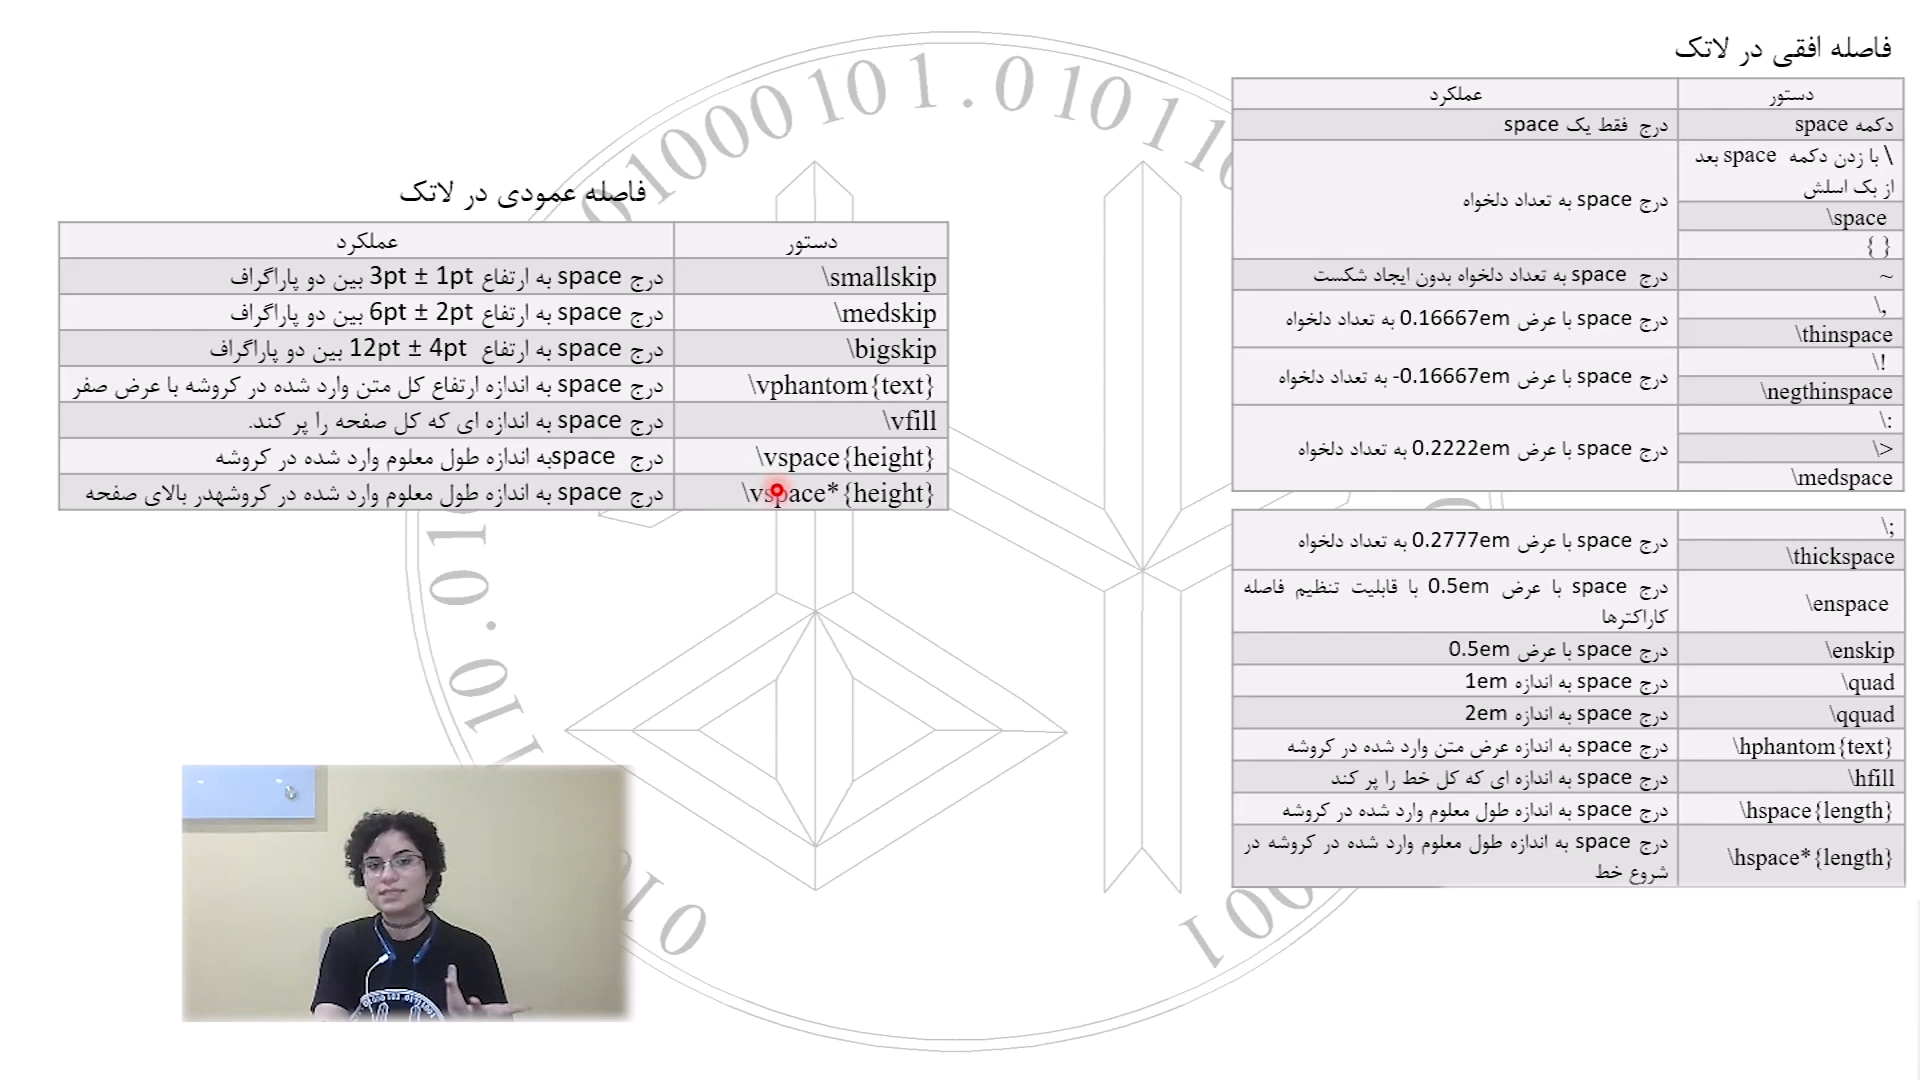 فاصله افقی در لاتک
دستور عملکرد
دکمه space درج فقط یک space
\ با زدن دکمه space بعد
از بک اسلش
درج space به تعداد دلخواه
\space
{ }
~ درج space به تعداد دلخواه بدون ایجاد شکست
\,
درج space با عرض 0.16667em به تعداد دلخواه
\thinspace
\!
درج space با عرض 0.16667em- به تعداد دلخواه
\negthinspace
\:
\>
درج space با عرض 0.2222em به تعداد دلخواه
\medspace
\;
درج space با عرض 0.2777em به تعداد دلخواه
\thickspace
\enspace درج space با عرض 0.5em با قابلیت تنظیم فاصله
کاراکترها
\enskip درج space با عرض 0.5em
\quad درج space به اندازه 1em
\qquad درج space به اندازه 2em
\hphantom{text} درج space به اندازه عرض متن وارد شده در کروشه
\hfill درج space به اندازه ای که کل خط را پر کند
\hspace{length} درج space به اندازه طول معلوم وارد شده در کروشه
\hspace*{length} درج space به اندازه طول معلوم وارد شده در کروشه در
شروع خط
فاصله عمودی در لاتک
دستور عملکرد
\smallskip درج space به ارتفاع 3pt ± 1pt بین دو پاراگراف
\medskip درج space به ارتفاع 6pt ± 2pt بین دو پاراگراف
\bigskip درج space به ارتفاع 12pt ± 4pt بین دو پاراگراف
\vphantom{text} درج space به اندازه ارتفاع کل متن وارد شده در کروشه با عرض صفر
\vfill درج space به اندازه ای که کل صفحه را پر کند.
\vspace{height} درج spaceبه اندازه طول معلوم وارد شده در کروشه
\vspace*{height} درج space به اندازه طول معلوم وارد شده در کروشهدر بالای صفحه